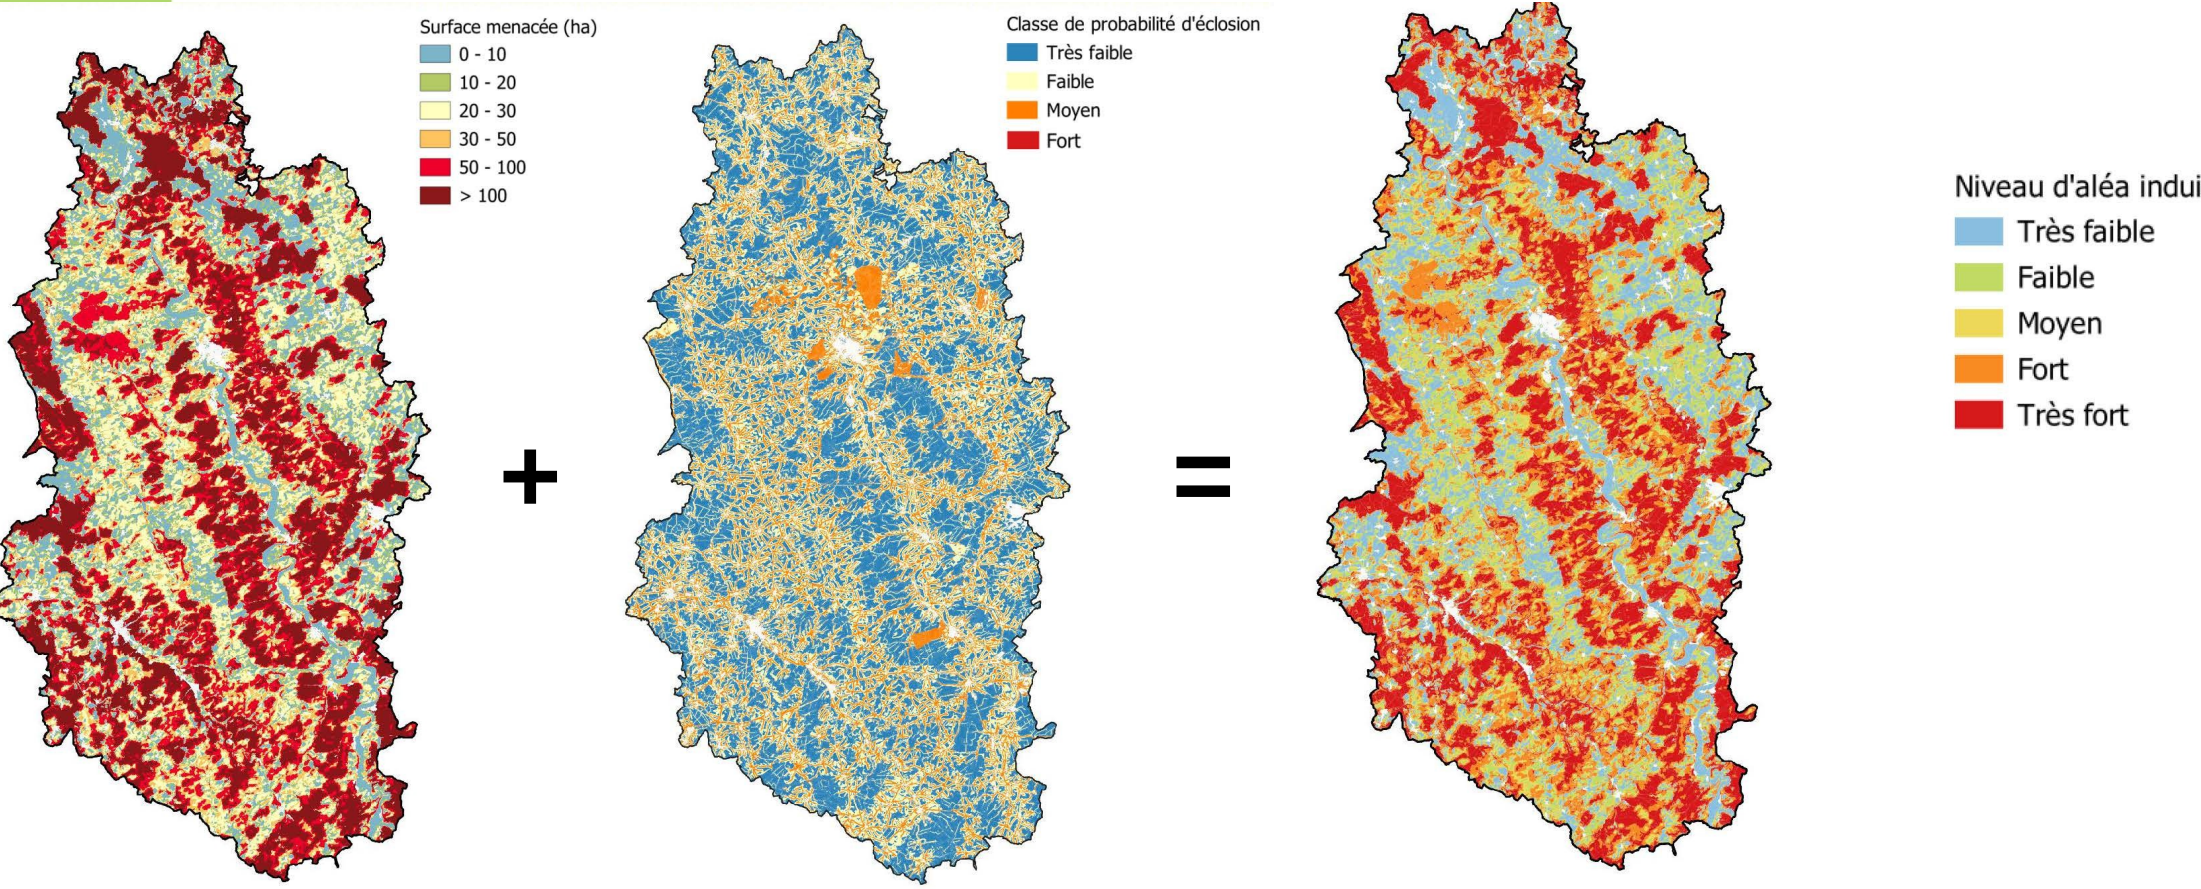 Surface menacée (ha)
0 - 10
10 - 20
20 - 30
30 - 50
50 - 100
> 100
+
Classe de probabilité d'éclosion
Très faible
Faible
Moyen
Fort
=
Niveau d'aléa indui
Très faible
Faible
Moyen
Fort
Très fort